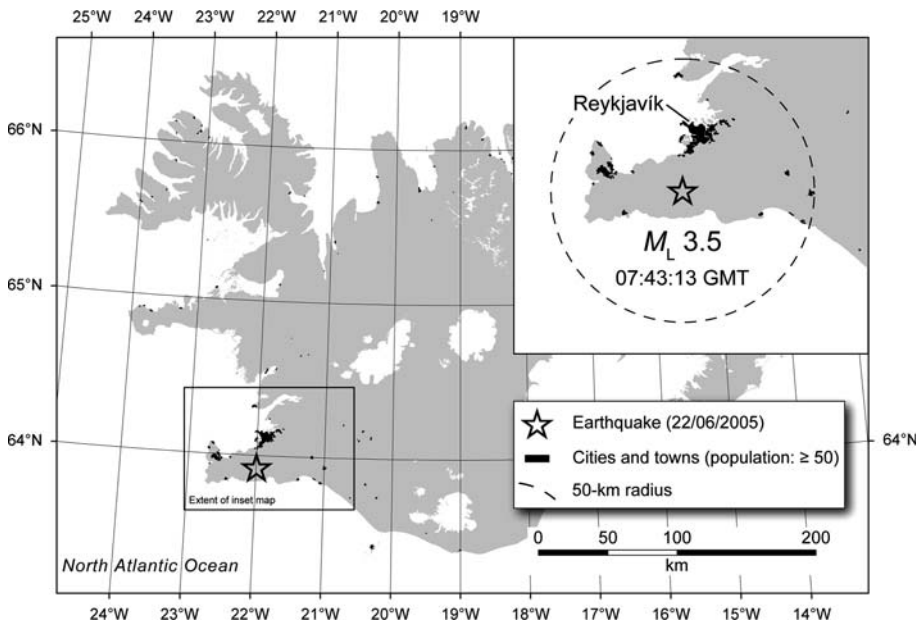 25°W 24°W 23°W 22°W 21°W 20°W 19°W
66°N
65°N
64°N
Reykjavík
M_L 3.5
07:43:13 GMT
64°N
Earthquake (22/06/2005)
Cities and towns (population: ≥ 50)
50-km radius
Extent of inset map
0 50 100 200
km
North Atlantic Ocean
24°W 23°W 22°W 21°W 20°W 19°W 18°W 17°W 16°W 15°W 14°W